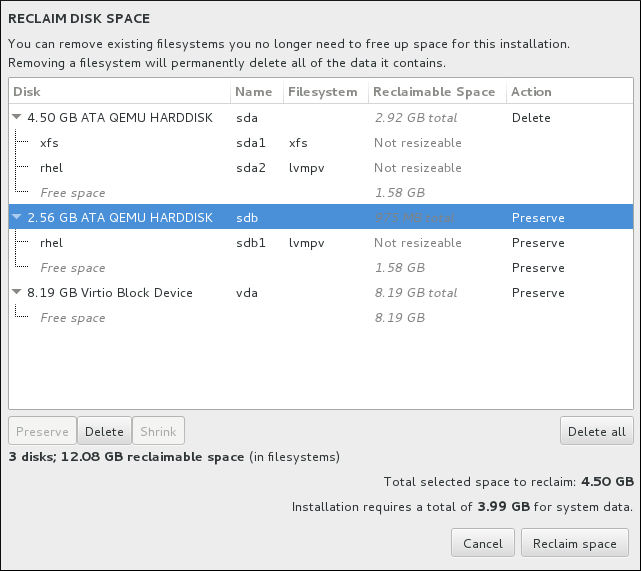 RECLAIM DISK SPACE
You can remove existing filesystems you no longer need to free up space for this installation.
Removing a filesystem will permanently delete all of the data it contains.
Disk Name Filesystem Reclaimable Space Action
4.50 GB ATA QEMU HARDDISK sda 2.92 GB total Delete
xfs sda1 xfs Not resizeable
rhel sda2 lvmpv Not resizeable
Free space 1.58 GB
2.56 GB ATA QEMU HARDDISK sdb total Preserve
rhel sdb1 lvmpv Not resizeable Preserve
Free space 1.58 GB Preserve
8.19 GB Virtio Block Device vda 8.19 GB total Preserve
Free space 8.19 GB
Preserve Delete Shrink Delete all
3 disks; 12.08 GB reclaimable space (in filesystems)
Total selected space to reclaim: 4.50 GB
Installation requires a total of 3.99 GB for system data.
Cancel Reclaim space